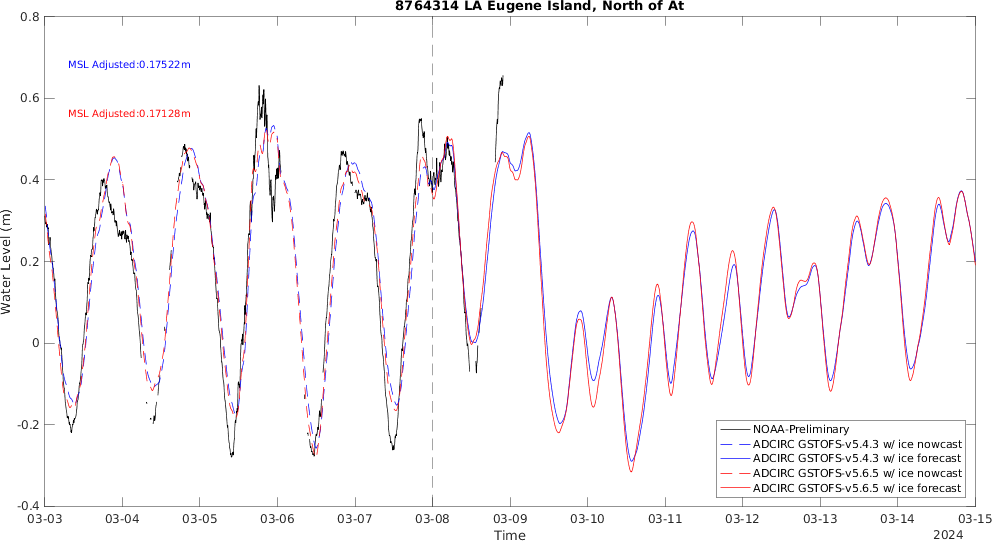 8764314 LA Eugene Island, North of At
MSL Adjusted:0.17522m
MSL Adjusted:0.17128m
Water Level (m)
0.8
0.6
0.4
0.2
0
-0.2
-0.4
NOAA-Preliminary
ADCIRC GSTOFS-v5.4.3 w/ ice nowcast
ADCIRC GSTOFS-v5.4.3 w/ ice forecast
ADCIRC GSTOFS-v5.6.5 w/ ice nowcast
ADCIRC GSTOFS-v5.6.5 w/ ice forecast
03-03 03-04 03-05 03-06 03-07 03-08 03-09 03-10 03-11 03-12 03-13 03-14 03-15
Time
2024